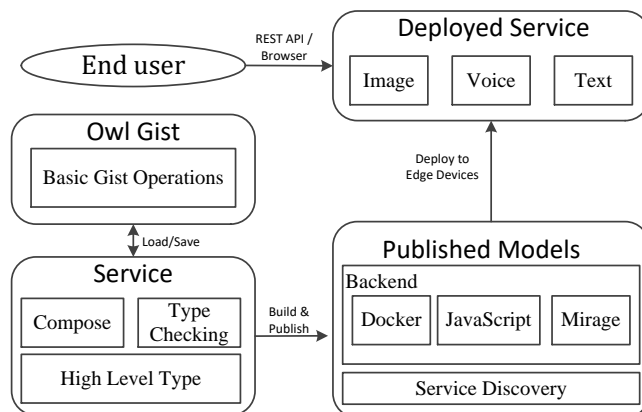 REST API /
Browser
End user
Deployed Service
Image
Voice
Text
Owl Gist
Basic Gist Operations
Deploy to
Edge Devices
Load/Save
Service
Compose
Type
Checking
High Level Type
Build &
Publish
Published Models
Backend
Docker
JavaScript
Mirage
Service Discovery